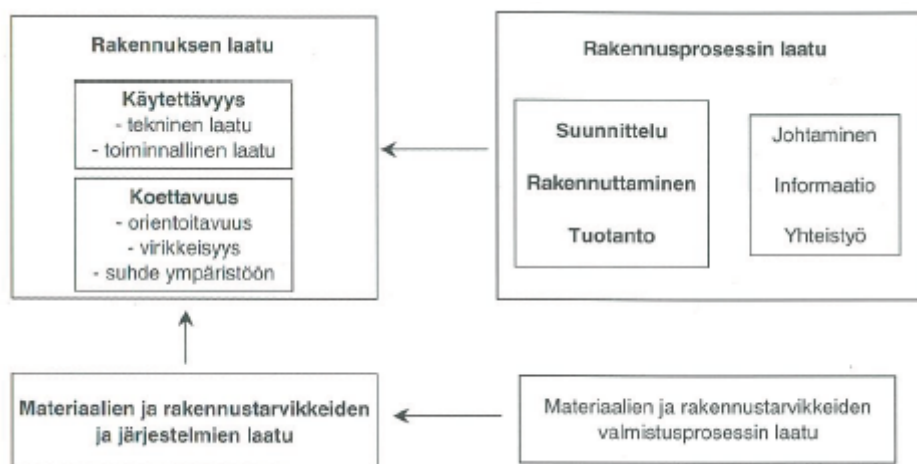 Rakennuksen laatu
Käytettävyys
- tekninen laatu
- toiminnallinen laatu
Koettavuus
- orientoitavuus
- virikkeisyys
- suhde ympäristöön
Rakennusprosessin laatu
Suunnittelu
Rakennuttaminen
Tuotanto
Johtaminen
Informaatio
Yhteistyö
Materiaalien ja rakennustarvikkeiden
ja järjestelmien laatu
Materiaalien ja rakennustarvikkeiden
valmistusprosessin laatu